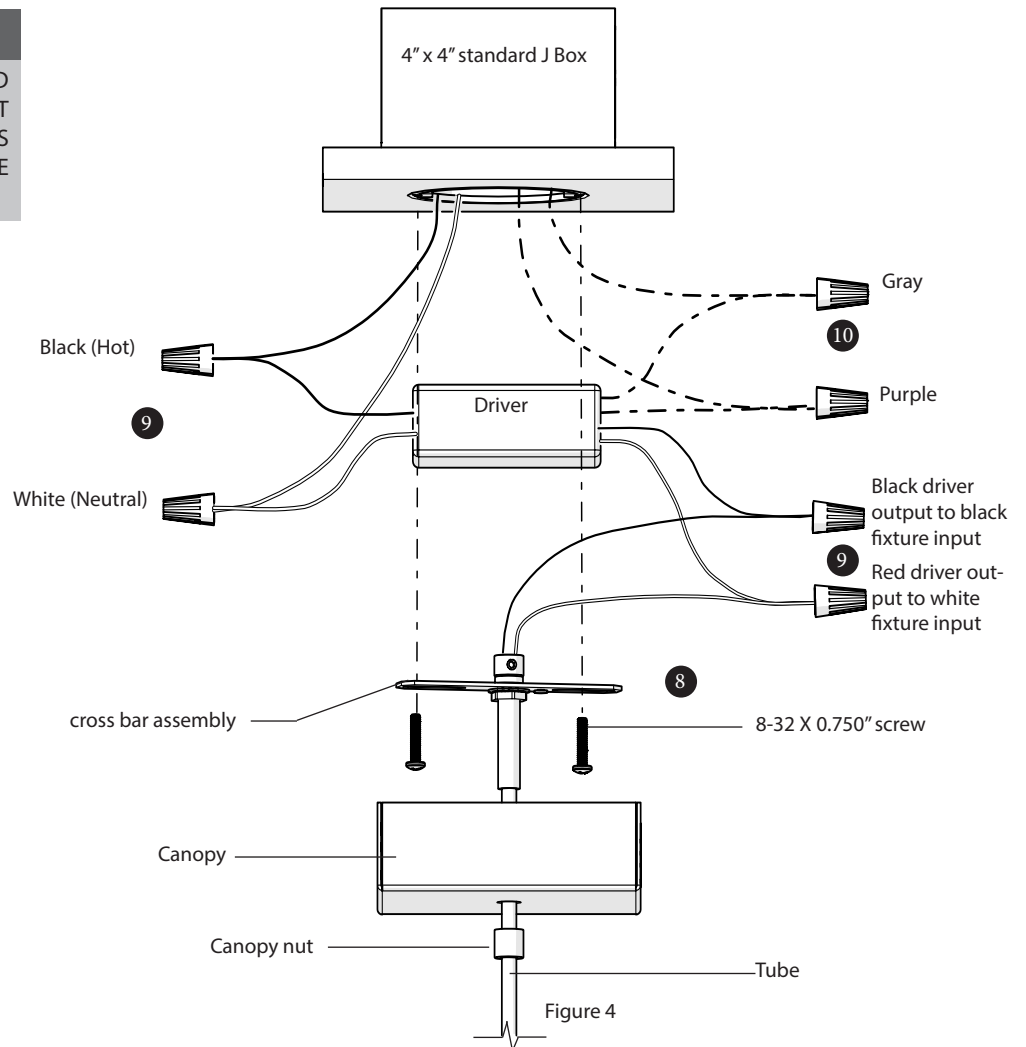 D
T
S
E
4” x 4” standard J Box
Gray
10
Black (Hot)
Driver
Purple
9
White (Neutral)
Black driver
output to black
fixture input
9
Red driver out-
put to white
fixture input
8
cross bar assembly
8-32 X 0.750” screw
Canopy
Canopy nut
Tube
Figure 4